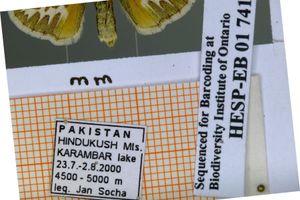 mm
PAKISTAN
HINDUKUSH Mts.
KARAMBAR lake
23.7.-2.8.2000
4500 - 5000 m
leg. Jan Socha
Sequenced for Barcoding at
Biodiversity Institute of Ontario
HESP-EB 01 741